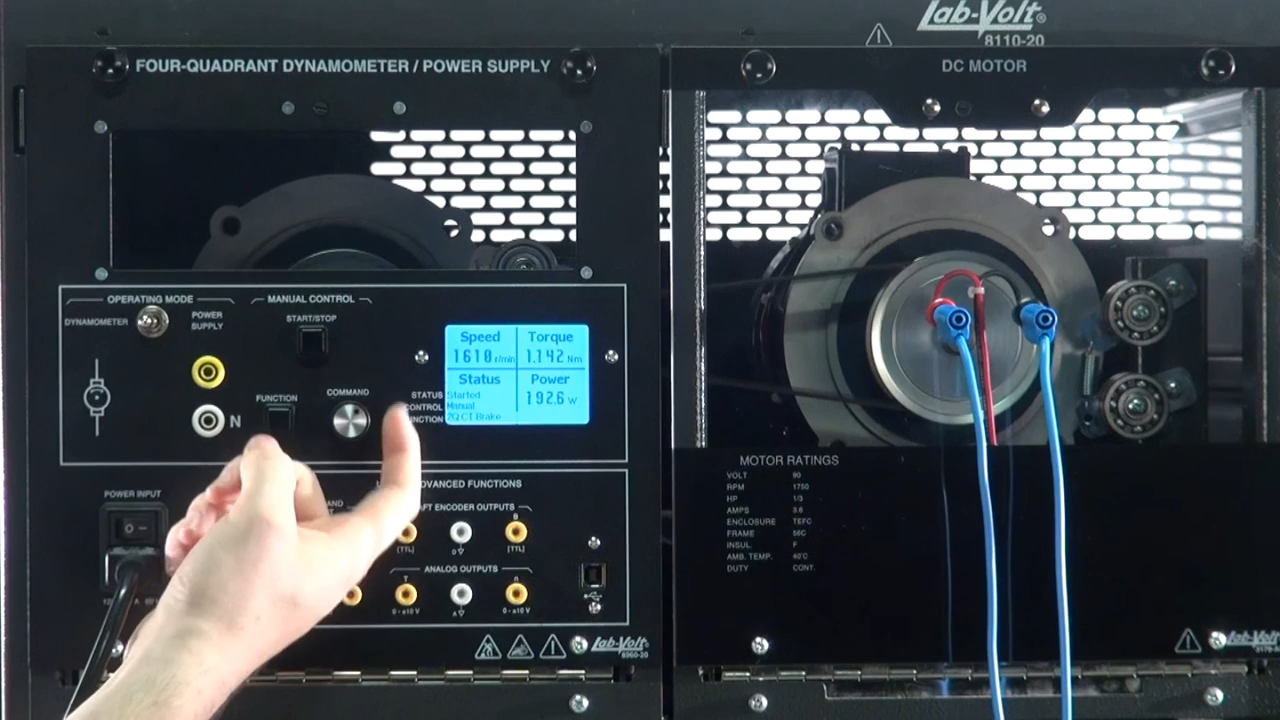 Lab-Volt®
8110-20
FOUR-QUADRANT DYNAMOMETER / POWER SUPPLY
DC MOTOR
OPERATING MODE
MANUAL CONTROL
DYNAMOMETER
POWER
SUPPLY
START/STOP
N
FUNCTION
COMMAND
STATUS
CONTROL
Speed
1610 r/min
Torque
1.142 Nm
Status
Started
Manual
2Q CT Brake
Power
192.6 W
MOTOR RATINGS
VOLT 90
RPM 1750
HP 1/3
AMPS 3.6
ENCLOSURE TEFC
FRAME 56C
INSUL. F
AMB. TEMP. 40°C
DUTY CONT.
POWER INPUT
ADVANCED FUNCTIONS
ENCODER OUTPUTS
B
[TTL]
[TTL]
ANALOG OUTPUTS
T
n
0 - ±10 V
0 - ±10 V
Lab-Volt®
8960-20
Lab-Volt